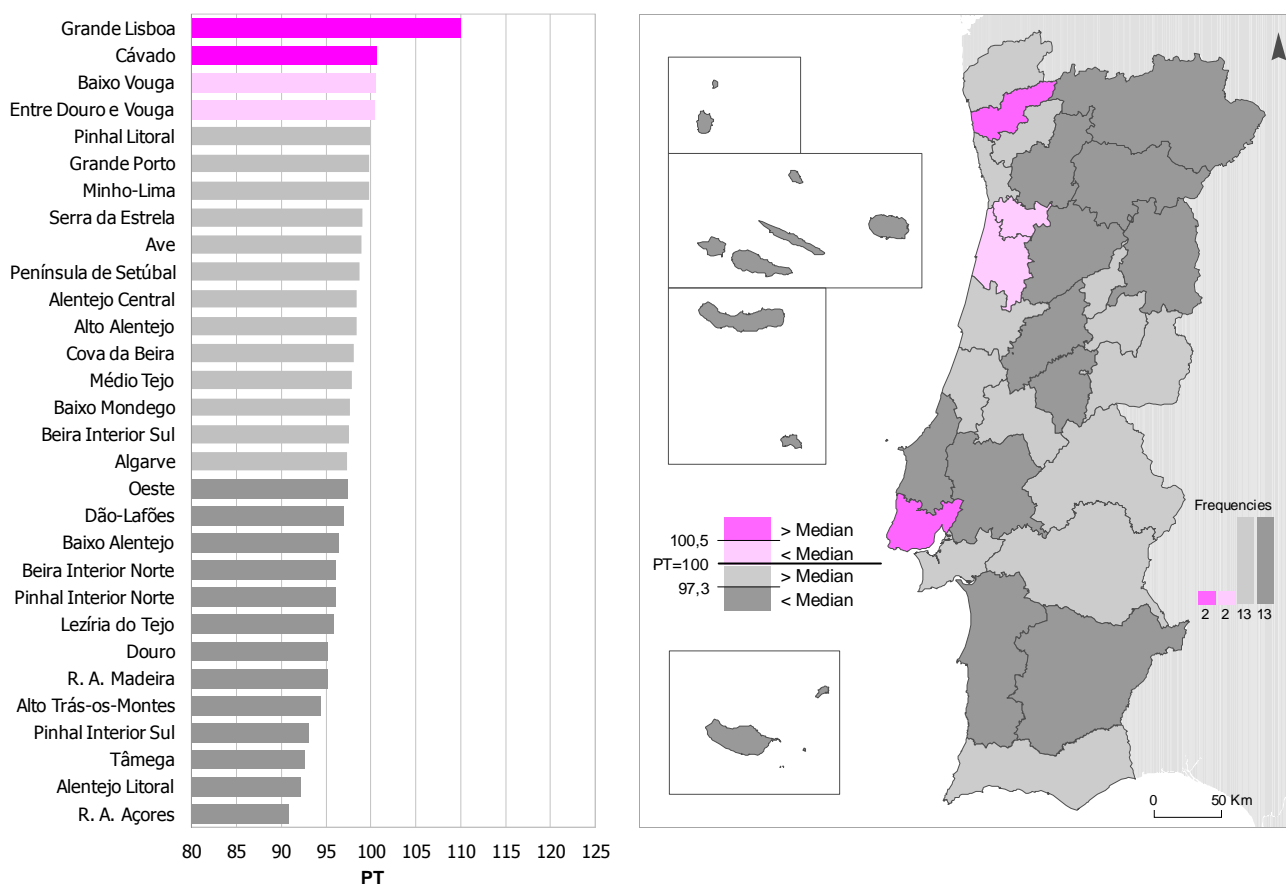 Grande Lisboa
Cávado
Baixo Vouga
Entre Douro e Vouga
Pinhal Litoral
Grande Porto
Minho-Lima
Serra da Estrela
Ave
Península de Setúbal
Alentejo Central
Alto Alentejo
Cova da Beira
Médio Tejo
Baixo Mondego
Beira Interior Sul
Algarve
Oeste
Dão-Lafões
Baixo Alentejo
Beira Interior Norte
Pinhal Interior Norte
Lezíria do Tejo
Douro
R. A. Madeira
Alto Trás-os-Montes
Pinhal Interior Sul
Tâmega
Alentejo Litoral
R. A. Açores
80 85 90 95 100 105 110 115 120 125
PT
> Median
100,5
< Median
PT=100
> Median
97,3
< Median
Frequencies
2 2 13 13
0 50 Km